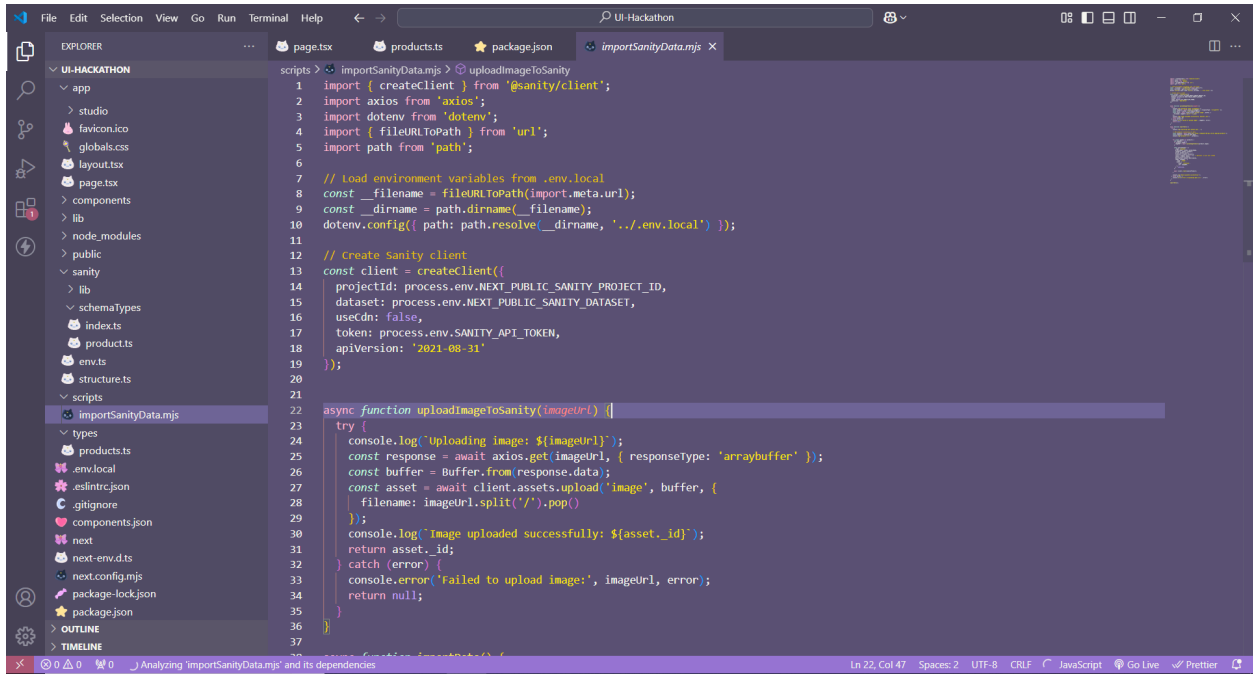 File Edit Selection View Go Run Terminal Help
UI-Hackathon
EXPLORER
page.tsx products.ts package.json importSanityData.mjs
UI-HACKATHON
app
studio
favicon.ico
globals.css
layout.tsx
page.tsx
components
lib
node_modules
public
sanity
lib
schemaTypes
index.ts
product.ts
env.ts
structure.ts
scripts
importSanityData.mjs
types
products.ts
.env.local
.eslintrc.json
.gitignore
components.json
next
next-env.d.ts
next.config.mjs
package-lock.json
package.json
OUTLINE
TIMELINE
1
scripts > importSanityData.mjs > uploadImageToSanity
1 import { createClient } from '@sanity/client';
2 import axios from 'axios';
3 import dotenv from 'dotenv';
4 import { fileURLToPath } from 'url';
5 import path from 'path';
6
7 // Load environment variables from .env.local
8 const __filename = fileURLToPath(import.meta.url);
9 const __dirname = path.dirname(__filename);
10 dotenv.config({ path: path.resolve(__dirname, '../.env.local') });
11
12 // Create Sanity client
13 const client = createClient({
14 projectId: process.env.NEXT_PUBLIC_SANITY_PROJECT_ID,
15 dataset: process.env.NEXT_PUBLIC_SANITY_DATASET,
16 useCdn: false,
17 token: process.env.SANITY_API_TOKEN,
18 apiVersion: '2021-08-31'
19 });
20
21
22 async function uploadImageToSanity(imageUrl) {
23 try {
24 console.log(`Uploading image: ${imageUrl}`);
25 const response = await axios.get(imageUrl, { responseType: 'arraybuffer' });
26 const buffer = Buffer.from(response.data);
27 const asset = await client.assets.upload('image', buffer, {
28 filename: imageUrl.split('/').pop()
29 });
30 console.log(`Image uploaded successfully: ${asset._id}`);
31 return asset._id;
32 } catch (error) {
33 console.error('Failed to upload image:', imageUrl, error);
34 return null;
35 }
36 }
37
0 0 0 Analyzing 'importSanityData.mjs' and its dependencies
Ln 22, Col 47 Spaces: 2 UTF-8 CRLF JavaScript Go Live Prettier